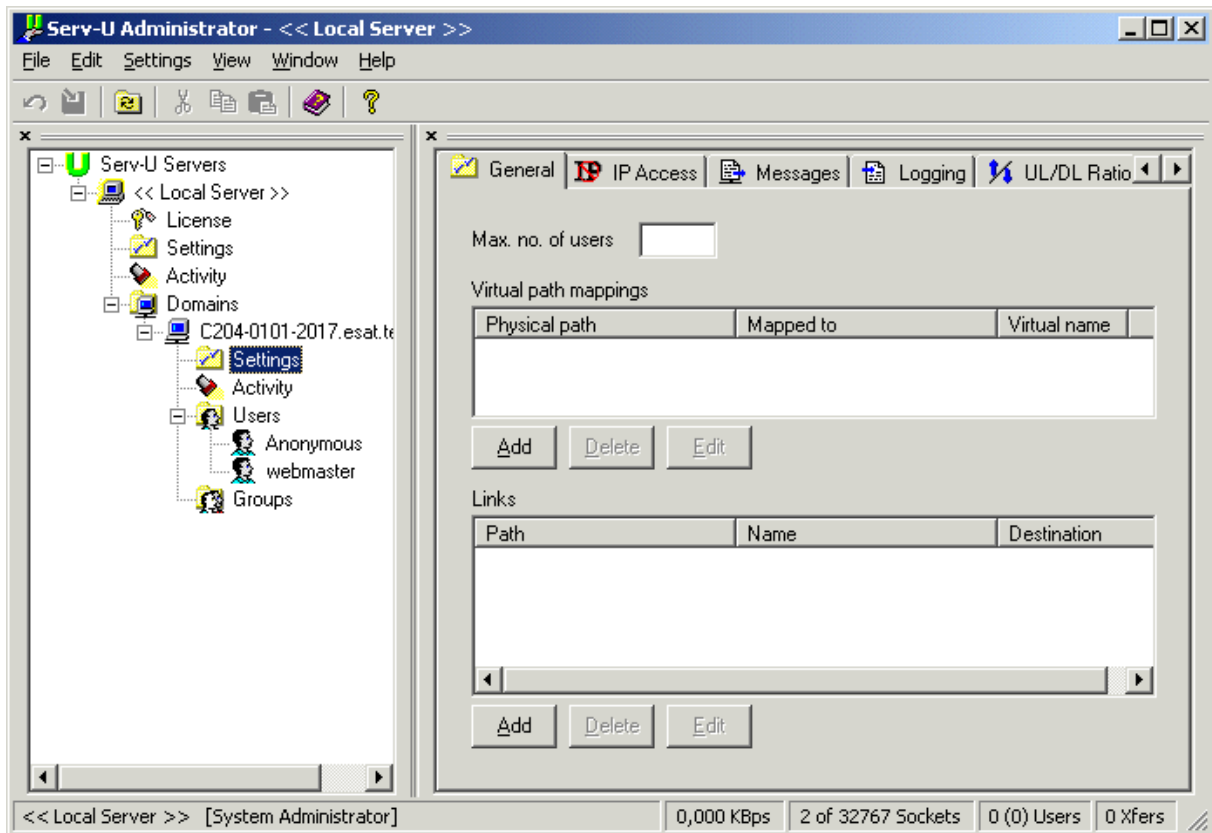 Serv-U Administrator - << Local Server >>
File Edit Settings View Window Help
Serv-U Servers
<< Local Server >>
License
Settings
Activity
Domains
C204-0101-2017.esat.te
Settings
Activity
Users
Anonymous
webmaster
Groups
General IP Access Messages Logging UL/DL Ratio
Max. no. of users
Virtual path mappings
Physical path Mapped to Virtual name
Add Delete Edit
Links
Path Name Destination
Add Delete Edit
<< Local Server >> [System Administrator] 0,000 KBps 2 of 32767 Sockets 0 (0) Users 0 Xfers